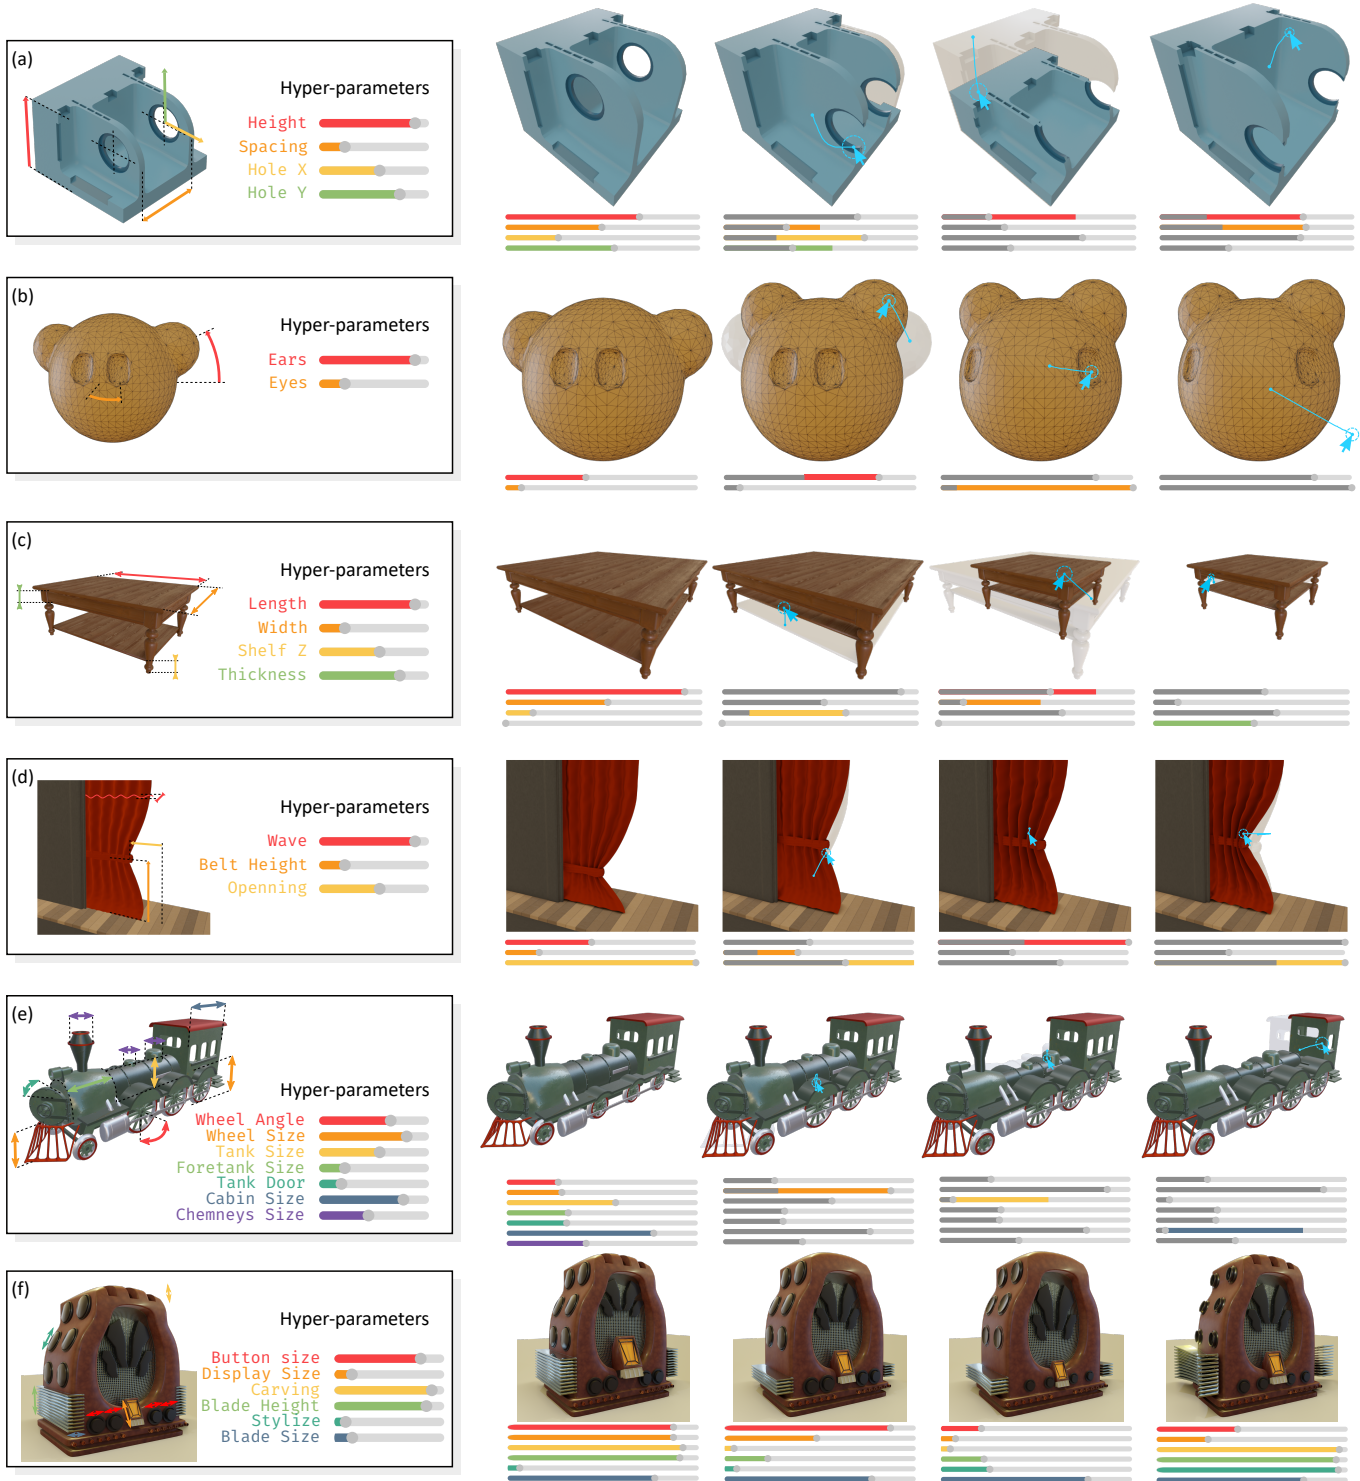 (a)
Hyper-parameters
Height
Spacing
Hole X
Hole Y
(b)
Hyper-parameters
Ears
Eyes
(c)
Hyper-parameters
Length
Width
Shelf Z
Thickness
(d)
Hyper-parameters
Wave
Belt Height
Openning
(e)
Hyper-parameters
Wheel Angle
Wheel Size
Tank Size
Foretank Size
Tank Door
Cabin Size
Chemneys Size
(f)
Hyper-parameters
Button size
Display Size
Carving
Blade Height
Stylize
Blade Size